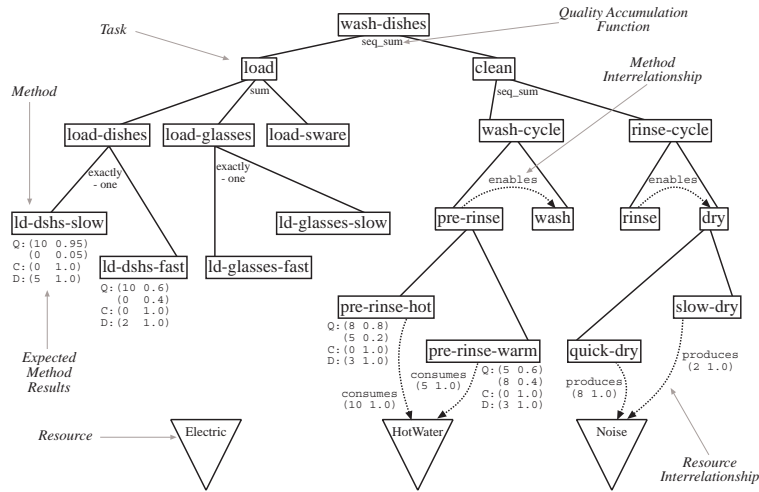 wash-dishes
Quality Accumulation
Function
Task
seq_sum
load
clean
Method
Interrelationship
sum
seq_sum
Method
load-dishes
load-glasses
load-sware
wash-cycle
rinse-cycle
exactly
- one
exactly
- one
enables
enables
ld-dshs-slow
ld-glasses-slow
pre-rinse
wash
rinse
dry
Q:(10 0.95)
(0 0.05)
C:(0 1.0)
D:(5 1.0)
ld-dshs-fast
ld-glasses-fast
Q:(10 0.6)
(0 0.4)
C:(0 1.0)
D:(2 1.0)
pre-rinse-hot
slow-dry
Q:(8 0.8)
(5 0.2)
C:(0 1.0)
D:(3 1.0)
pre-rinse-warm
quick-dry
Expected
Method
Results
Q:(5 0.6)
(8 0.4)
C:(0 1.0)
D:(3 1.0)
consumes
(5 1.0)
consumes
(10 1.0)
produces
(2 1.0)
produces
(8 1.0)
Resource
Electric
HotWater
Noise
Resource
Interrelationship